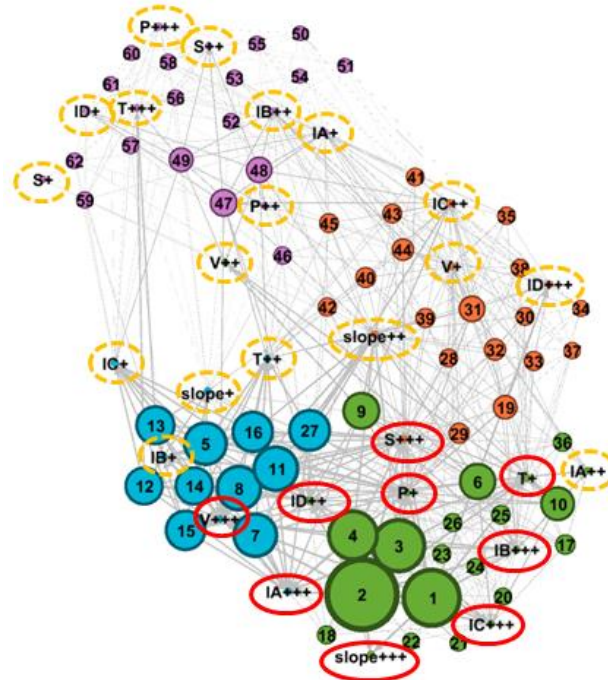 P+++
S++
55
50
60
58
51
53
54
61
ID+
T+++
56
IB++
IA+
52
57
62
49
48
41
S+
59
47
P++
IC++
45
43
35
44
V++
46
V+
38
40
ID+++
42
39
31
30
34
slope++
IC+
T++
28
32
33
37
slope+
9
19
13
5
16
27
S+++
29
36
IB+
11
6
T+
IA++
12
14
8
ID++
P+
10
V+++
26
25
15
7
4
3
23
IB+++
17
24
IA+++
2
1
20
18
22
21
IC+++
slope+++